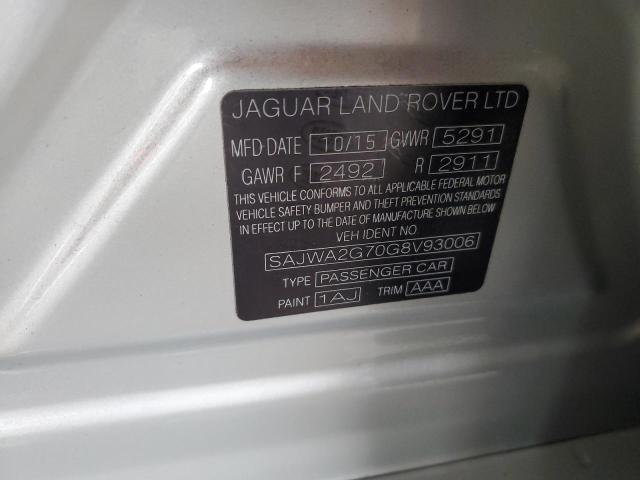 JAGUAR LAND ROVER LTD
MFD DATE 10/15 GVWR 5291
GAWR F 2492 R 2911
THIS VEHICLE CONFORMS TO ALL APPLICABLE FEDERAL MOTOR
VEHICLE SAFETY BUMPER AND THEFT PREVENTION STANDARDS
IN EFFECT UP TO THE DATE OF MANUFACTURE SHOWN BELOW
VEH IDENT NO
SAJWA2G70G8V93006
TYPE PASSENGER CAR
PAINT 1AJ TRIM AAA